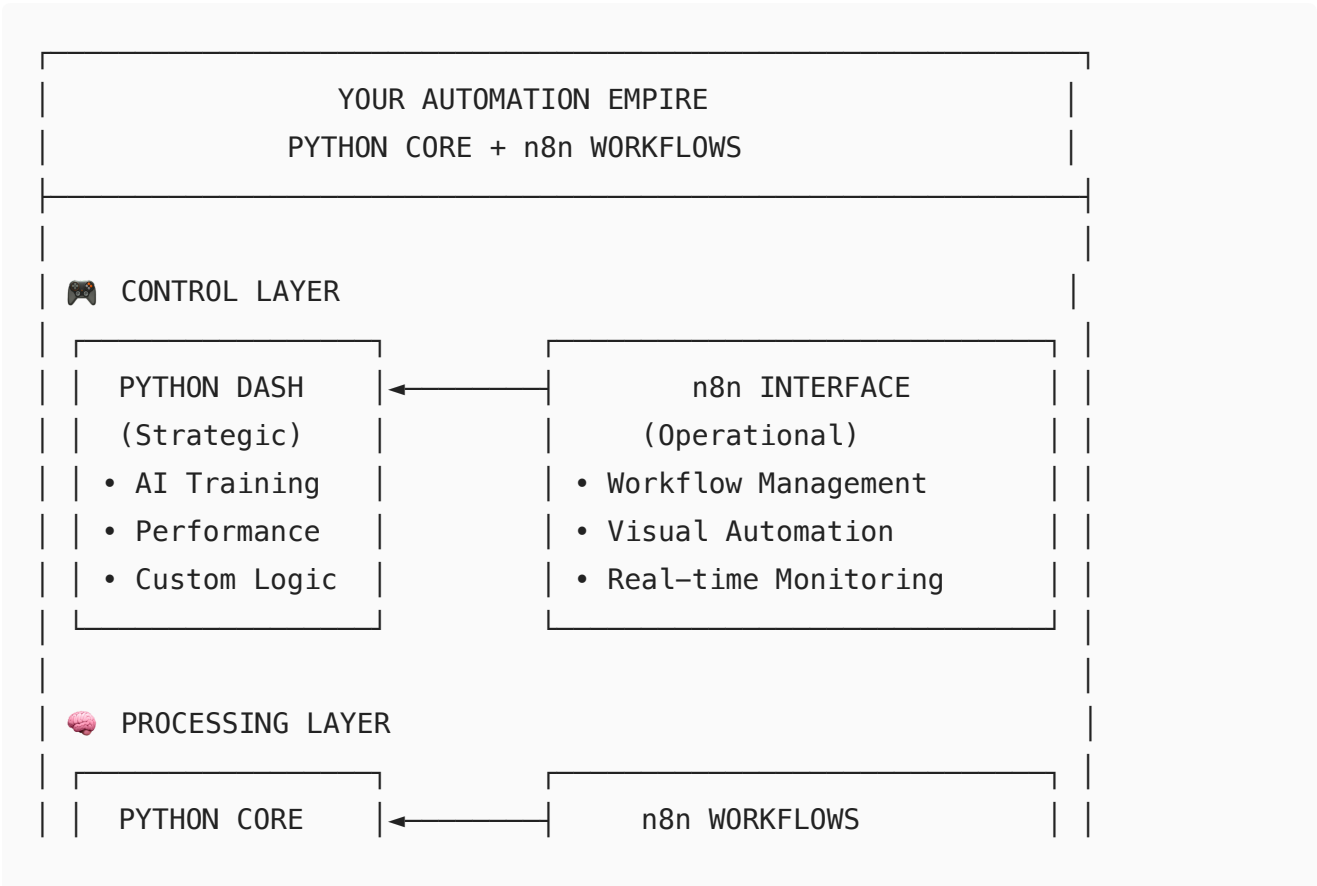 YOUR AUTOMATION EMPIRE
PYTHON CORE + n8n WORKFLOWS
🎮 CONTROL LAYER
PYTHON DASH n8n INTERFACE
(Strategic) (Operational)
• AI Training • Workflow Management
• Performance • Visual Automation
• Custom Logic • Real-time Monitoring
🧠 PROCESSING LAYER
PYTHON CORE n8n WORKFLOWS